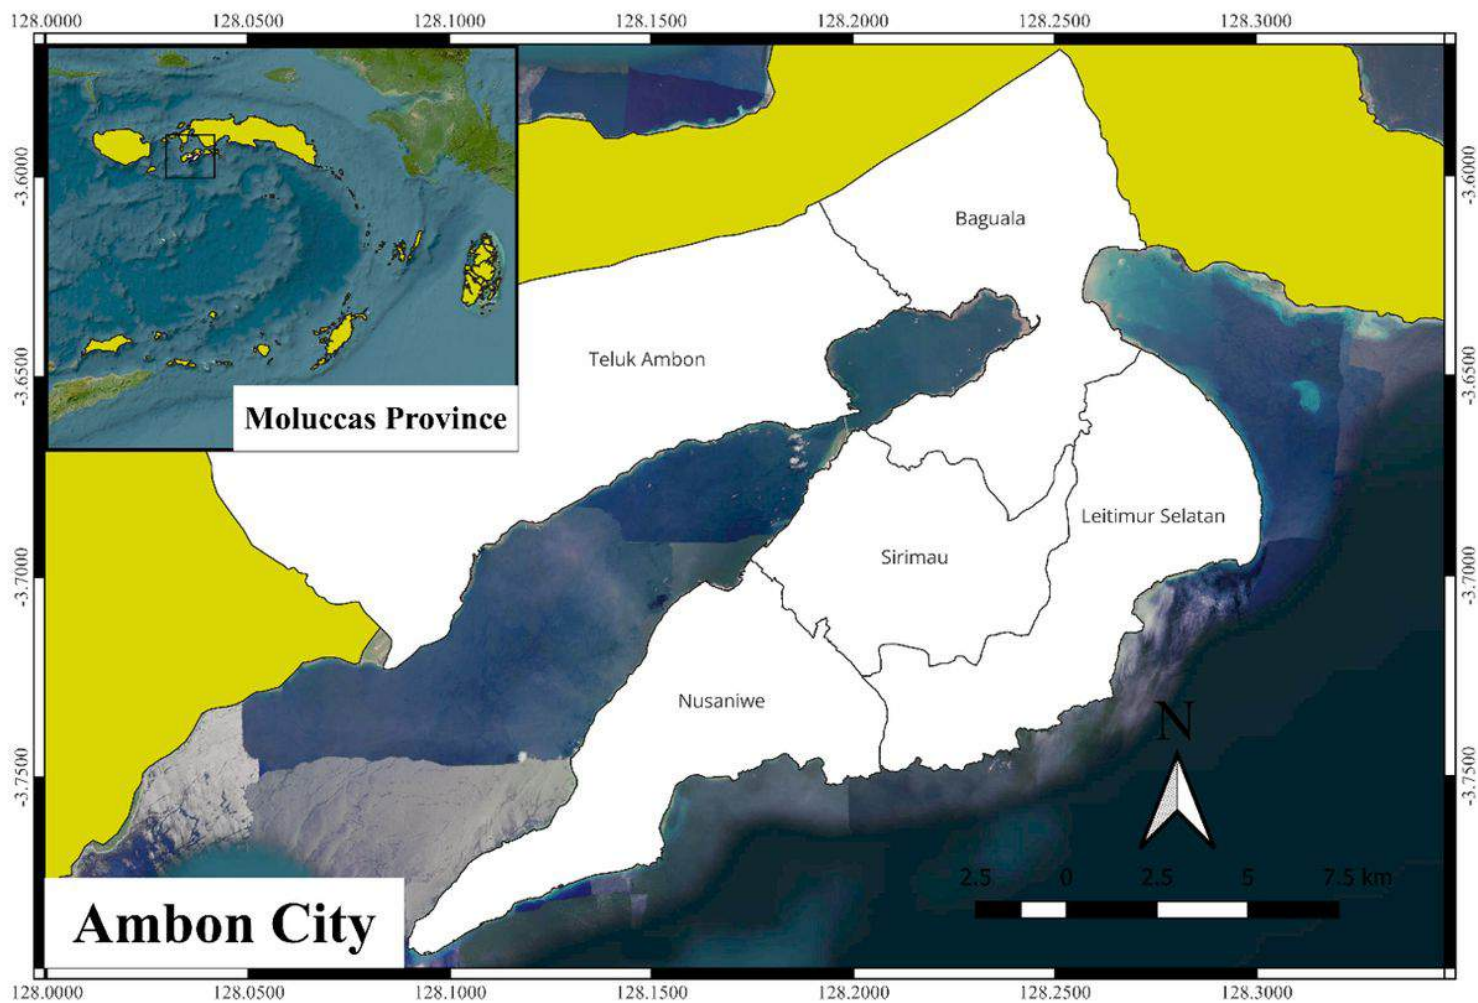 128.0000 128.0500 128.1000 128.1500 128.2000 128.2500 128.3000
-3.6000
-3.6500
-3.7000
-3.7500
Moluccas Province
Baguala
Teluk Ambon
Leitimur Selatan
Sirimau
Nusaniwe
N
2.5 0 2.5 5 7.5 km
Ambon City
-3.6000
-3.6500
-3.7000
-3.7500
128.0000 128.0500 128.1000 128.1500 128.2000 128.2500 128.3000